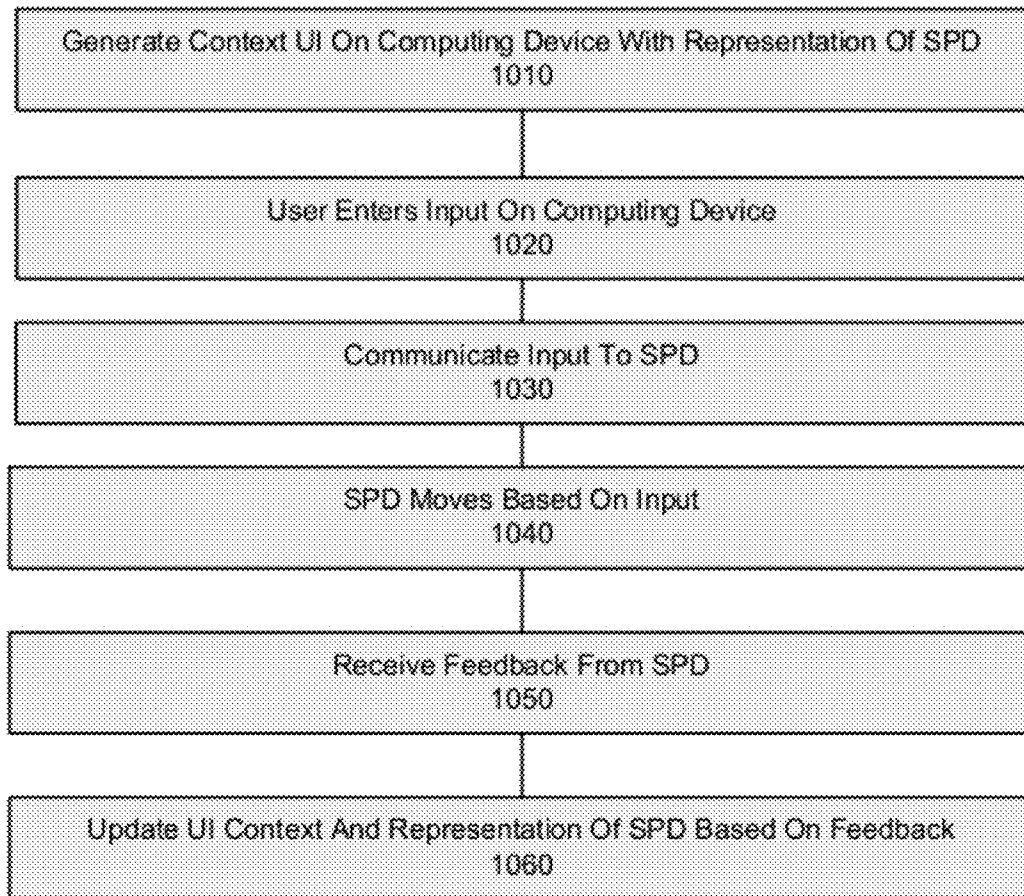 Generate Context UI On Computing Device With Representation Of SPD
1010
User Enters Input On Computing Device
1020
Communicate Input To SPD
1030
SPD Moves Based On Input
1040
Receive Feedback From SPD
1050
Update UI Context And Representation Of SPD Based On Feedback
1060